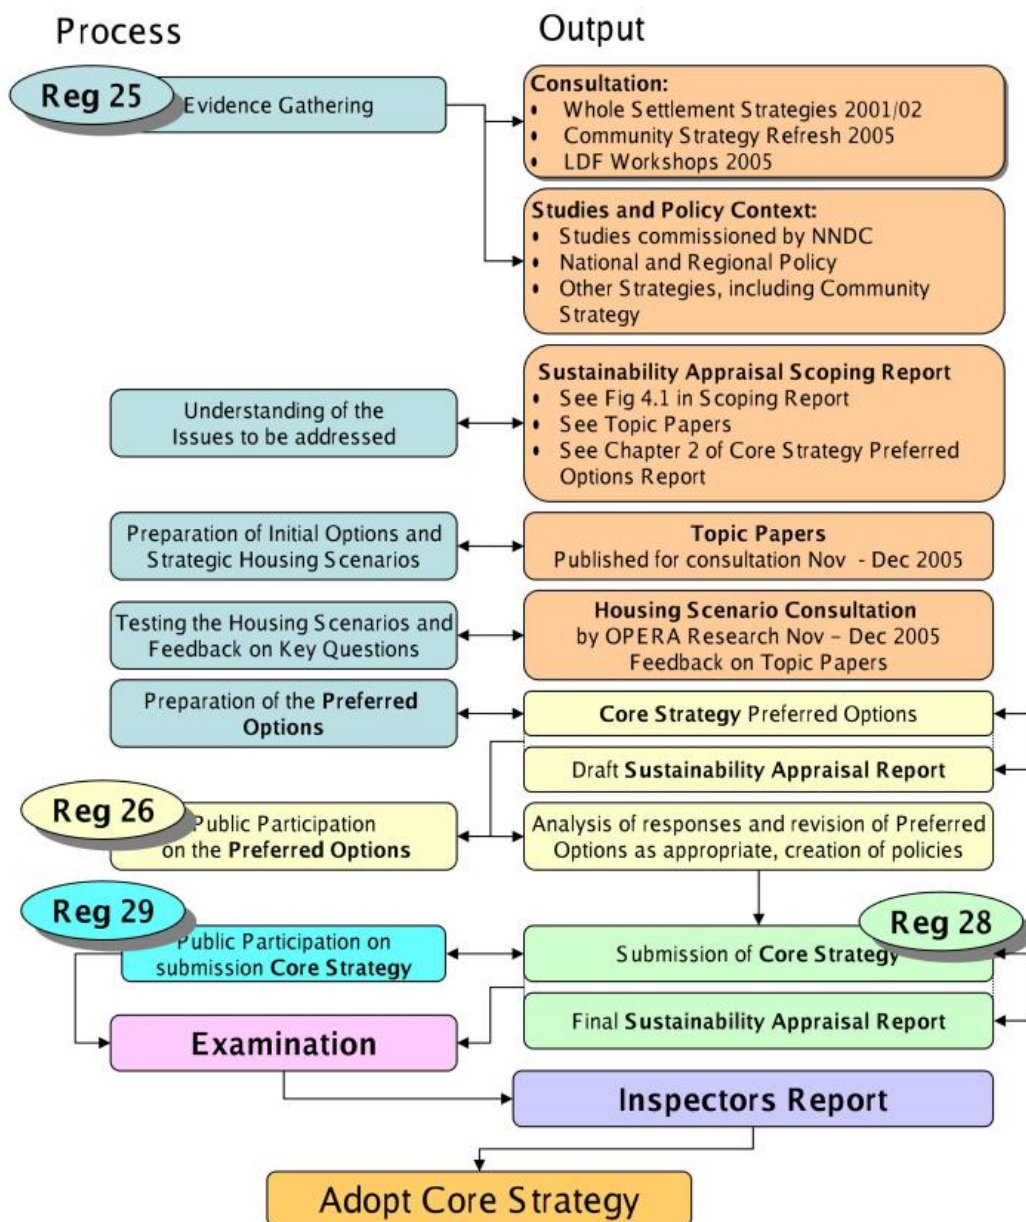 Process
Output
Reg 25
Evidence Gathering
Consultation:
• Whole Settlement Strategies 2001/02
• Community Strategy Refresh 2005
• LDF Workshops 2005
Studies and Policy Context:
• Studies commissioned by NNDC
• National and Regional Policy
• Other Strategies, including Community
Strategy
Understanding of the
Issues to be addressed
Sustainability Appraisal Scoping Report
• See Fig 4.1 in Scoping Report
• See Topic Papers
• See Chapter 2 of Core Strategy Preferred
Options Report
Preparation of Initial Options and
Strategic Housing Scenarios
Topic Papers
Published for consultation Nov - Dec 2005
Testing the Housing Scenarios and
Feedback on Key Questions
Housing Scenario Consultation
by OPERA Research Nov – Dec 2005
Feedback on Topic Papers
Preparation of the Preferred
Options
Core Strategy Preferred Options
Draft Sustainability Appraisal Report
Reg 26
Public Participation
on the Preferred Options
Analysis of responses and revision of Preferred
Options as appropriate, creation of policies
Reg 29
Public Participation on
submission Core Strategy
Reg 28
Submission of Core Strategy
Final Sustainability Appraisal Report
Examination
Inspectors Report
Adopt Core Strategy